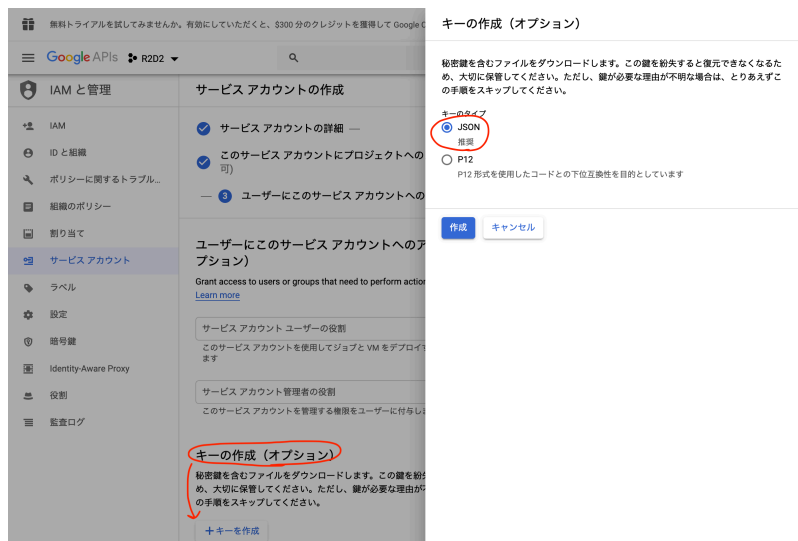 無料トライアルを試してみませんか。有効にしていただくと、$300 分のクレジットを獲得して Google C
Google APIs
R2D2
IAM と管理
IAM
ID と組織
ポリシーに関するトラブル...
組織のポリシー
割り当て
サービス アカウント
ラベル
設定
暗号鍵
Identity-Aware Proxy
役割
監査ログ
サービス アカウントの作成
サービス アカウントの詳細
このサービス アカウントにプロジェクトへの
可)
3 ユーザーにこのサービス アカウントへの
ユーザーにこのサービス アカウントへのア
プション）
Grant access to users or groups that need to perform action
Learn more
サービス アカウント ユーザーの役割
このサービス アカウントを使用してジョブと VM をデプロイす
ます
サービス アカウント管理者の役割
このサービス アカウントを管理する権限をユーザーに付与しま
キーの作成（オプション）
秘密鍵を含むファイルをダウンロードします。この鍵を紛失
め、大切に保管してください。ただし、鍵が必要な理由が不
の手順をスキップしてください。
＋キーを作成
キーの作成（オプション）
秘密鍵を含むファイルをダウンロードします。この鍵を紛失すると復元できなくなるた
め、大切に保管してください。ただし、鍵が必要な理由が不明な場合は、とりあえずこ
の手順をスキップしてください。
キーのタイプ
JSON
推奨
P12
P12 形式を使用したコードとの下位互換性を目的としています
作成
キャンセル